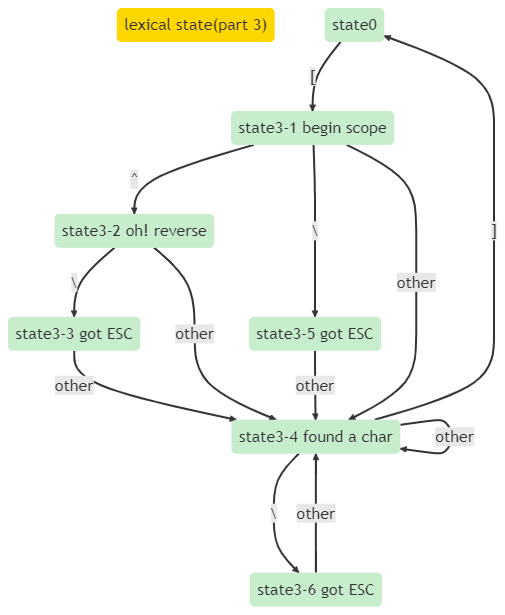 lexical state(part 3)
state0
[
state3-1 begin scope
^
state3-2 oh! reverse
\
]
\
other
state3-3 got ESC
other
state3-5 got ESC
other
other
state3-4 found a char
other
\
other
state3-6 got ESC